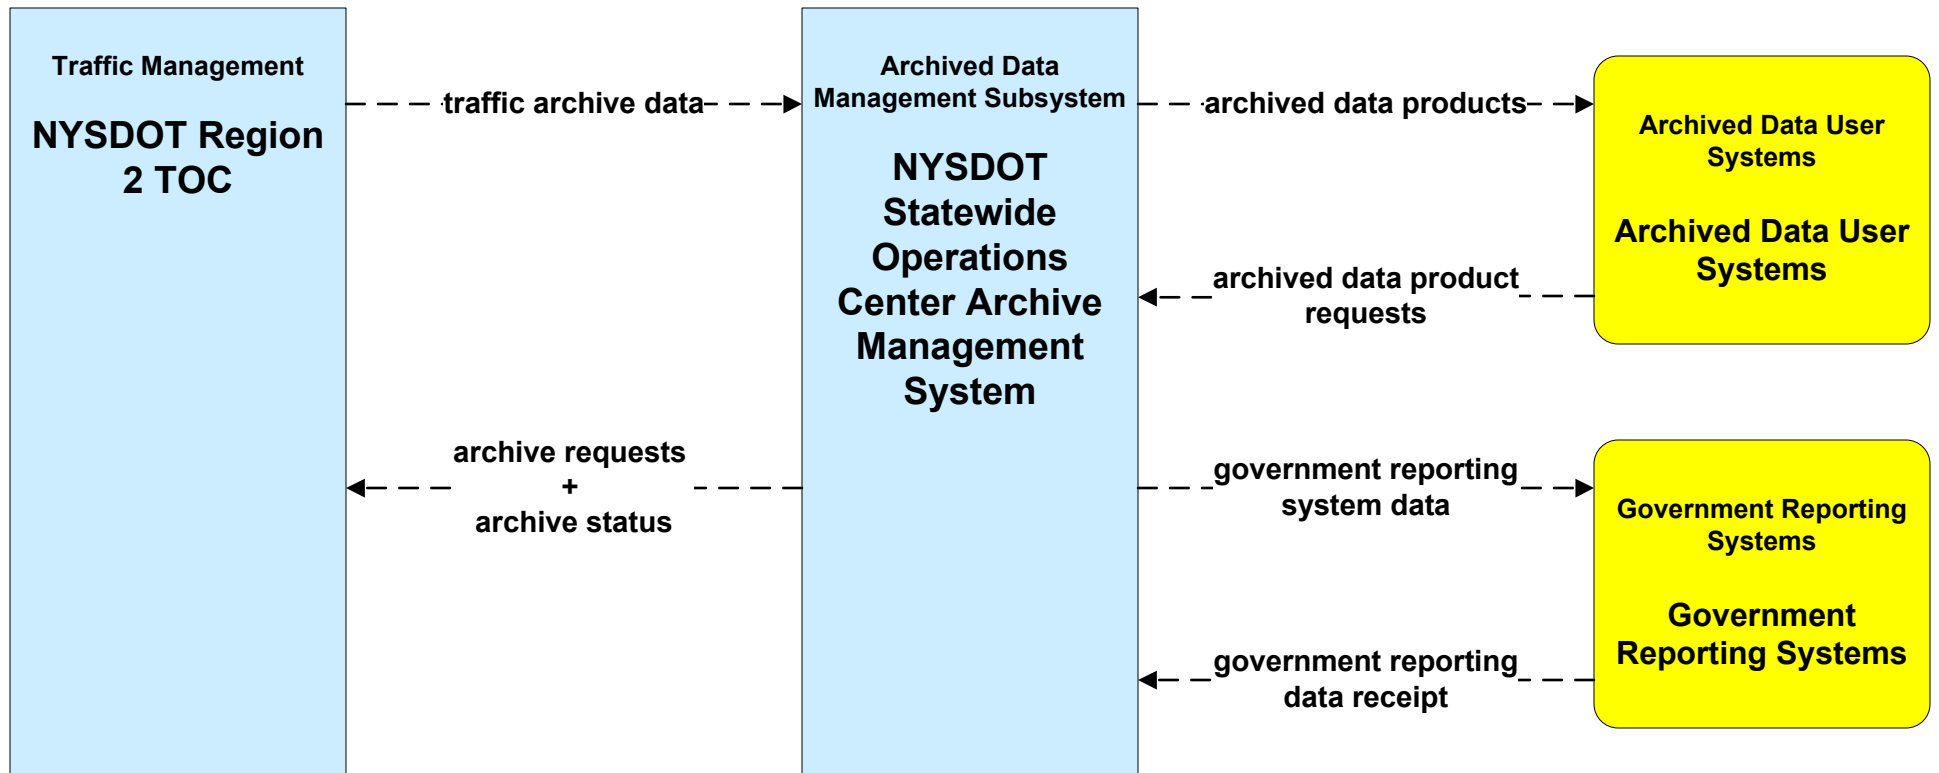 Traffic Management
NYSDOT Region
2 TOC
traffic archive data
archive requests
+
archive status
Archived Data
Management Subsystem
NYSDOT
Statewide
Operations
Center Archive
Management
System
archived data products
archived data product
requests
government reporting
system data
government reporting
data receipt
Archived Data User
Systems
Archived Data User
Systems
Government Reporting
Systems
Government
Reporting Systems